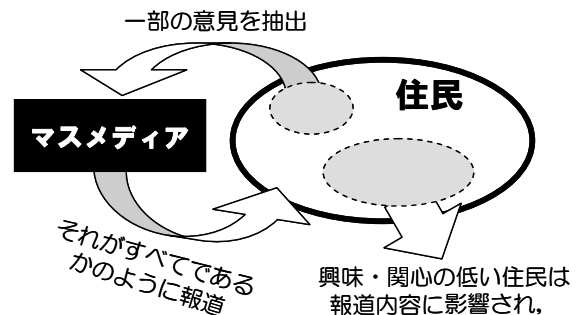 一部の意見を抽出
住民
マスメディア
それがすべてである
かのように報道
興味・関心の低い住民は
報道内容に影響され，